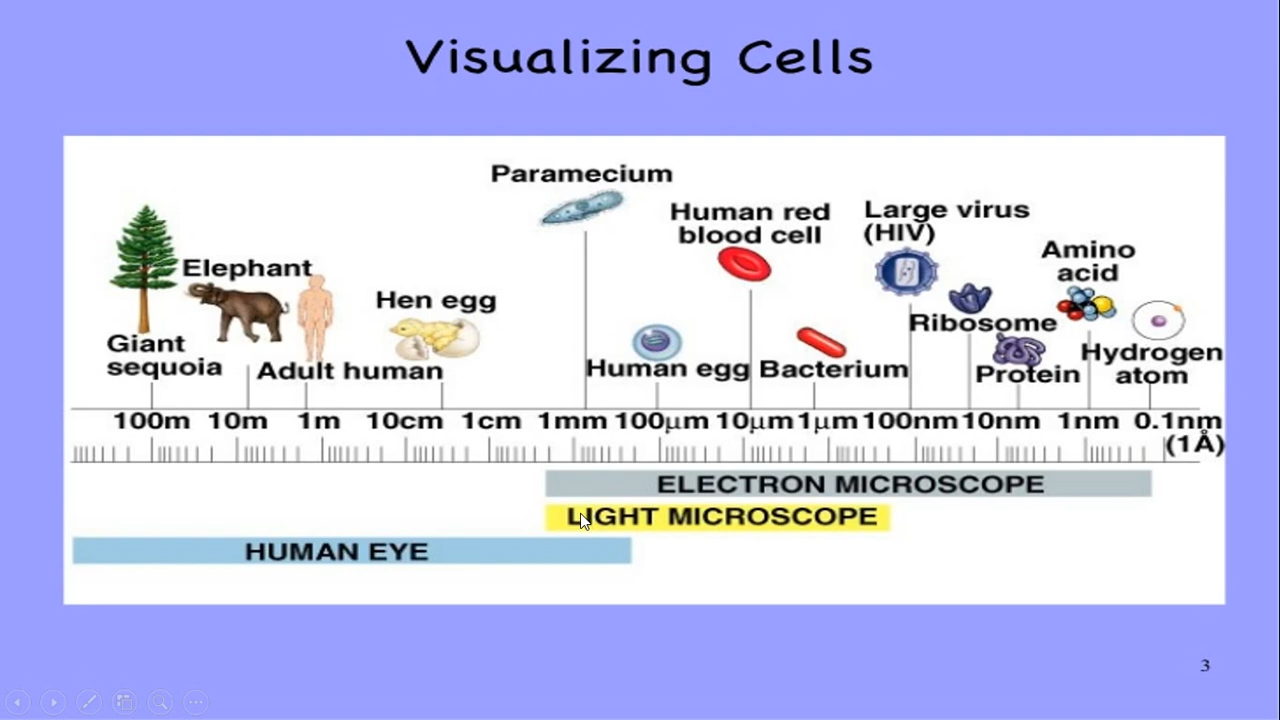 Visualizing Cells
Paramecium
Human red
blood cell
Large virus
(HIV)
Amino
acid
Elephant
Hen egg
Giant
sequoia
Adult human
Human egg
Bacterium
Ribosome
Protein
Hydrogen
atom
100m 10m 1m 10cm 1cm 1mm 100μm 10μm 1μm 100nm 10nm 1nm 0.1nm
(1Å)
ELECTRON MICROSCOPE
LIGHT MICROSCOPE
HUMAN EYE
3